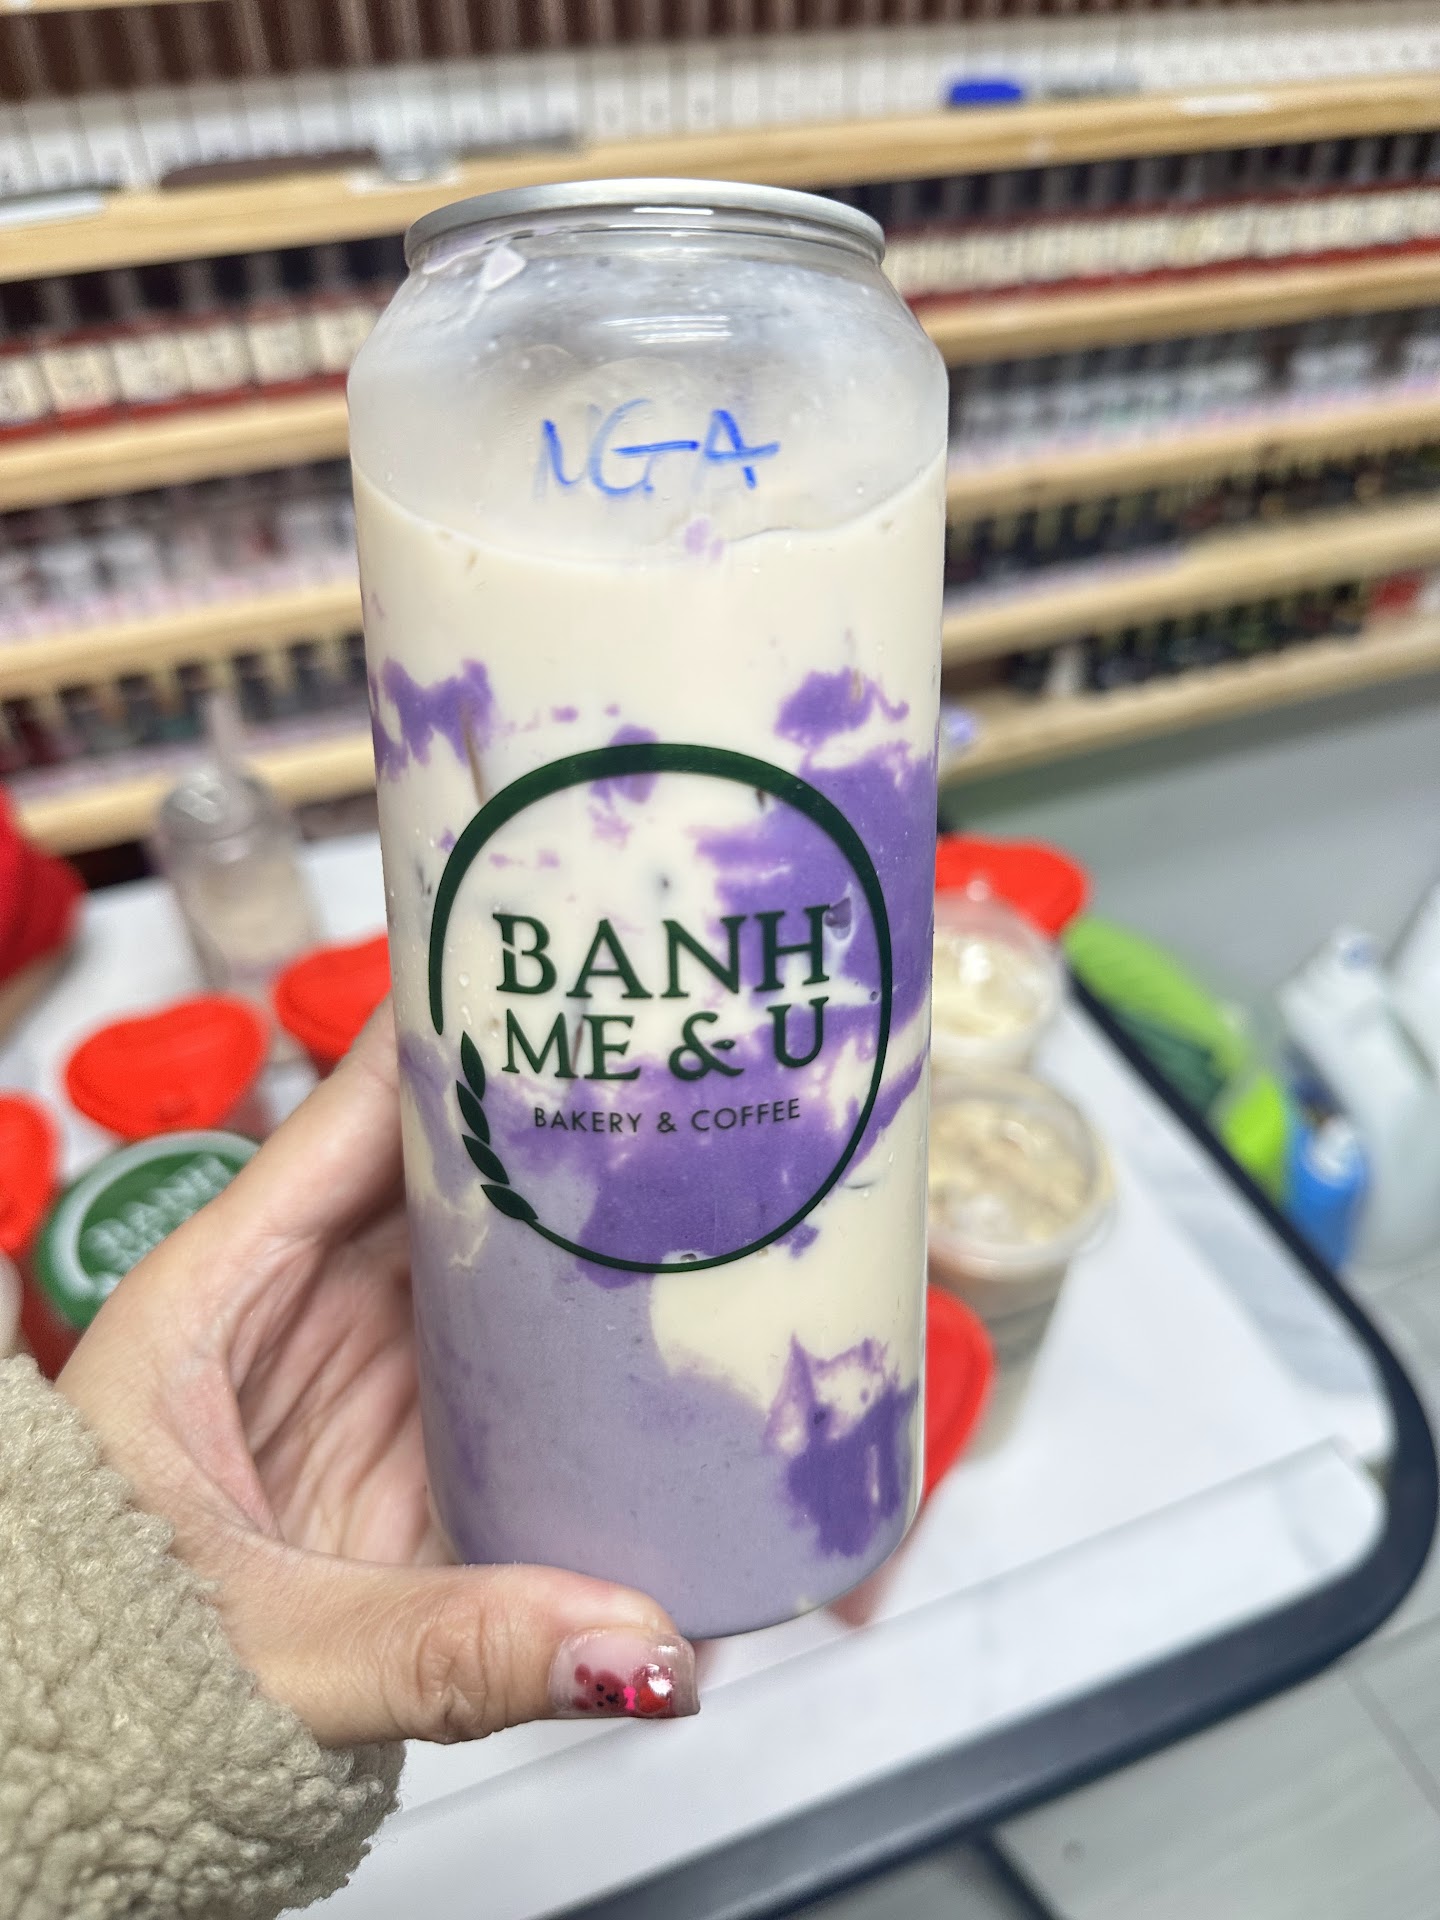 NGA
BANH
ME & U
BAKERY & COFFEE